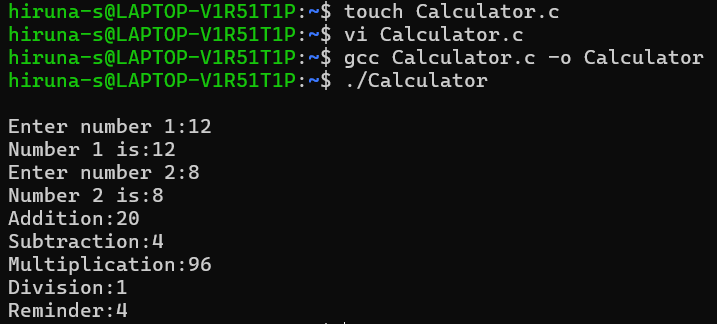 hiruna-s@LAPTOP-V1R51T1P:~$ touch Calculator.c
hiruna-s@LAPTOP-V1R51T1P:~$ vi Calculator.c
hiruna-s@LAPTOP-V1R51T1P:~$ gcc Calculator.c -o Calculator
hiruna-s@LAPTOP-V1R51T1P:~$ ./Calculator
Enter number 1:12
Number 1 is:12
Enter number 2:8
Number 2 is:8
Addition:20
Subtraction:4
Multiplication:96
Division:1
Reminder:4